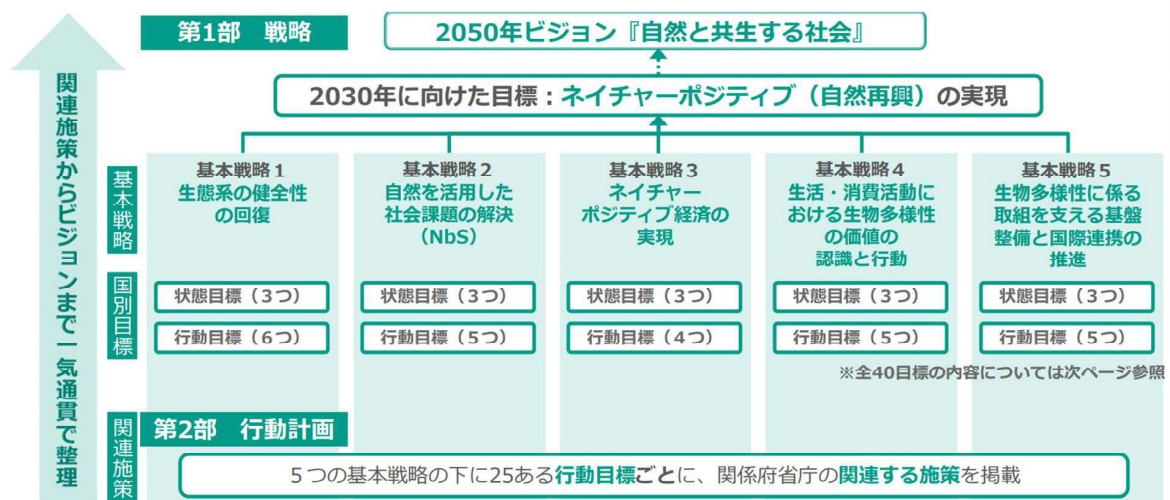 関連施策からビジョンまで一気通貫で整理
第1部 戦略
2050年ビジョン『自然と共生する社会』
2030年に向けた目標：ネイチャーポジティブ（自然再興）の実現
基本戦略
基本戦略1
生態系の健全性
の回復
基本戦略2
自然を活用した
社会課題の解決
（NbS）
基本戦略3
ネイチャー
ポジティブ経済の
実現
基本戦略4
生活・消費活動に
おける生物多様性
の価値の
認識と行動
基本戦略5
生物多様性に係る
取組を支える基盤
整備と国際連携の
推進
国別目標
状態目標（3つ）
状態目標（3つ）
状態目標（3つ）
状態目標（3つ）
状態目標（3つ）
行動目標（6つ）
行動目標（5つ）
行動目標（4つ）
行動目標（5つ）
行動目標（5つ）
※全40目標の内容については次ページ参照
関連施策
第2部 行動計画
５つの基本戦略の下に25ある行動目標ごとに、関係府省庁の関連する施策を掲載